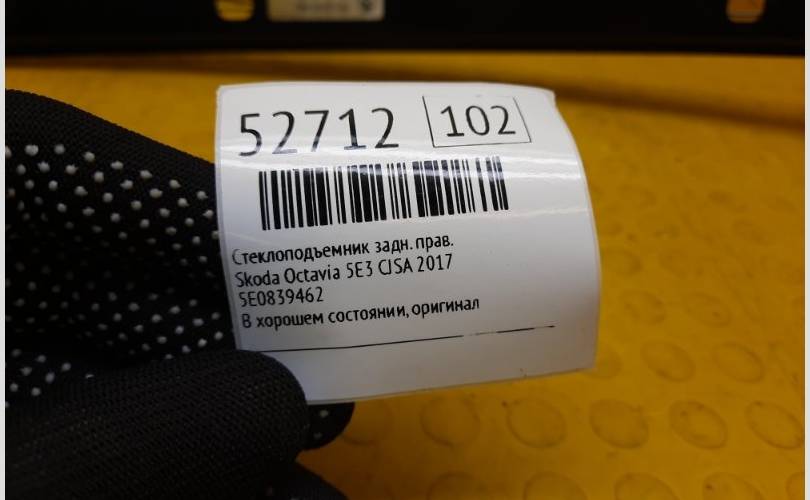 52712 102
Стеклоподъемник задн. прав.
Skoda Octavia 5E3 CJSA 2017
5E0839462
В хорошем состоянии, оригинал